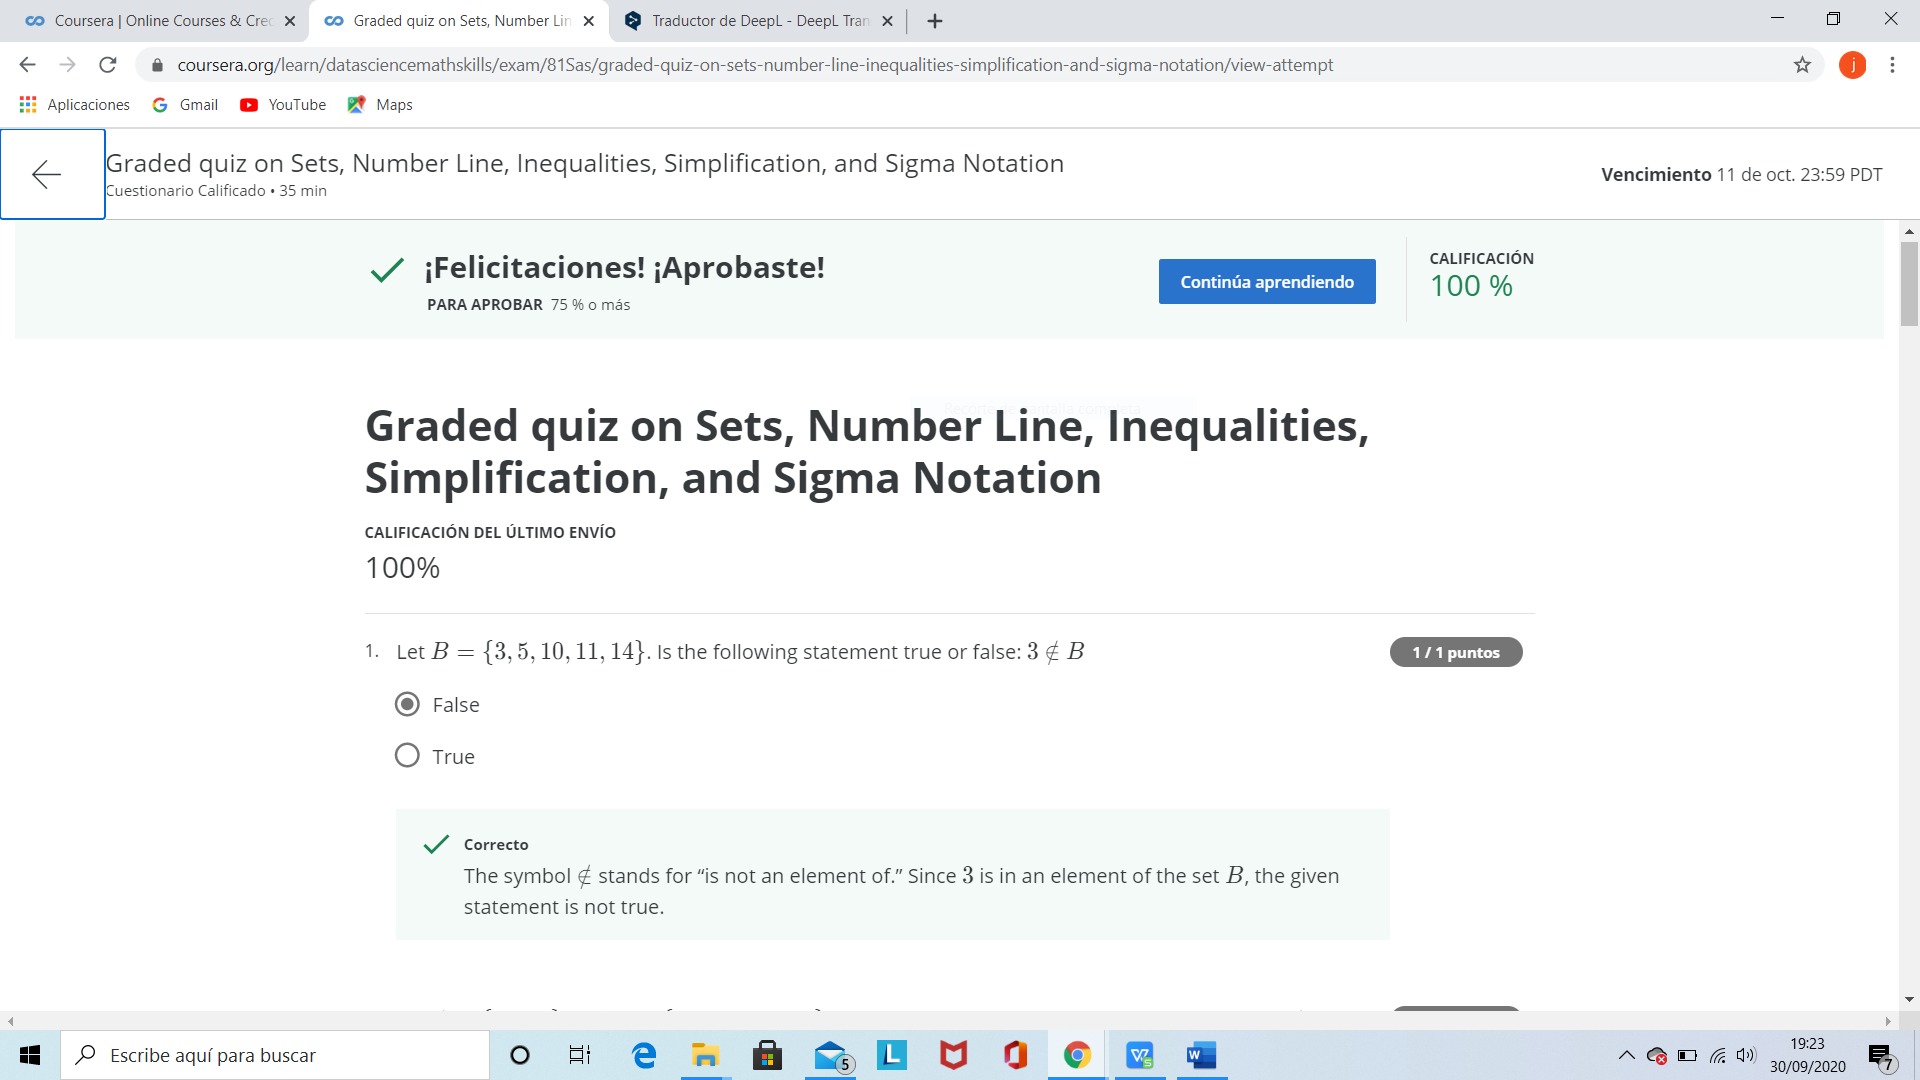 Coursera | Online Courses & Cred
Graded quiz on Sets, Number Lin
Traductor de DeepL - DeepL Tran
coursera.org/learn/datasciencemathskills/exam/81Sas/graded-quiz-on-sets-number-line-inequalities-simplification-and-sigma-notation/view-attempt
j
Aplicaciones
Gmail
YouTube
Maps
Graded quiz on Sets, Number Line, Inequalities, Simplification, and Sigma Notation
Cuestionario Calificado • 35 min
Vencimiento 11 de oct. 23:59 PDT
¡Felicitaciones! ¡Aprobaste!
PARA APROBAR 75 % o más
Continúa aprendiendo
CALIFICACIÓN
100 %
Graded quiz on Sets, Number Line, Inequalities,
Simplification, and Sigma Notation
CALIFICACIÓN DEL ÚLTIMO ENVÍO
100%
1. Let B = {3, 5, 10, 11, 14}. Is the following statement true or false: 3 ∉ B
1 / 1 puntos
False
True
Correcto
The symbol ∉ stands for “is not an element of.” Since 3 is in an element of the set B, the given
statement is not true.
Escribe aquí para buscar
5
L
W
19:23
30/09/2020
7